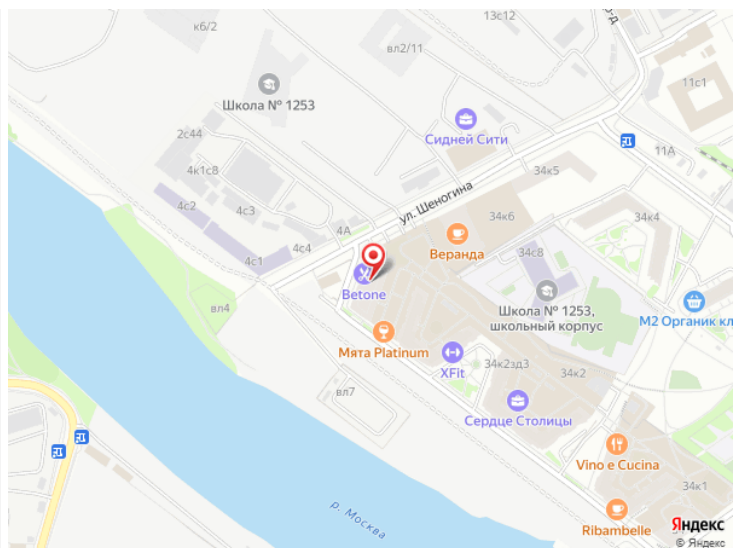 13с12
к6/2
вл2/11
11с1
Школа № 1253
Сидней Сити
2с44
11А
4к1с8
34к5
4с2
4с3
ул. Шеногина
34к6
34к4
4А
4с4
Веранда
34с8
4с1
Betone
Школа № 1253,
школьный корпус
вл4
М2 Органик кл
Мята Platinum
XFit
34к2зд3
34к2
вл7
Сердце Столицы
Vino e Cucina
34к1
р. Москва
Ribambelle
Яндекс
© Яндекс